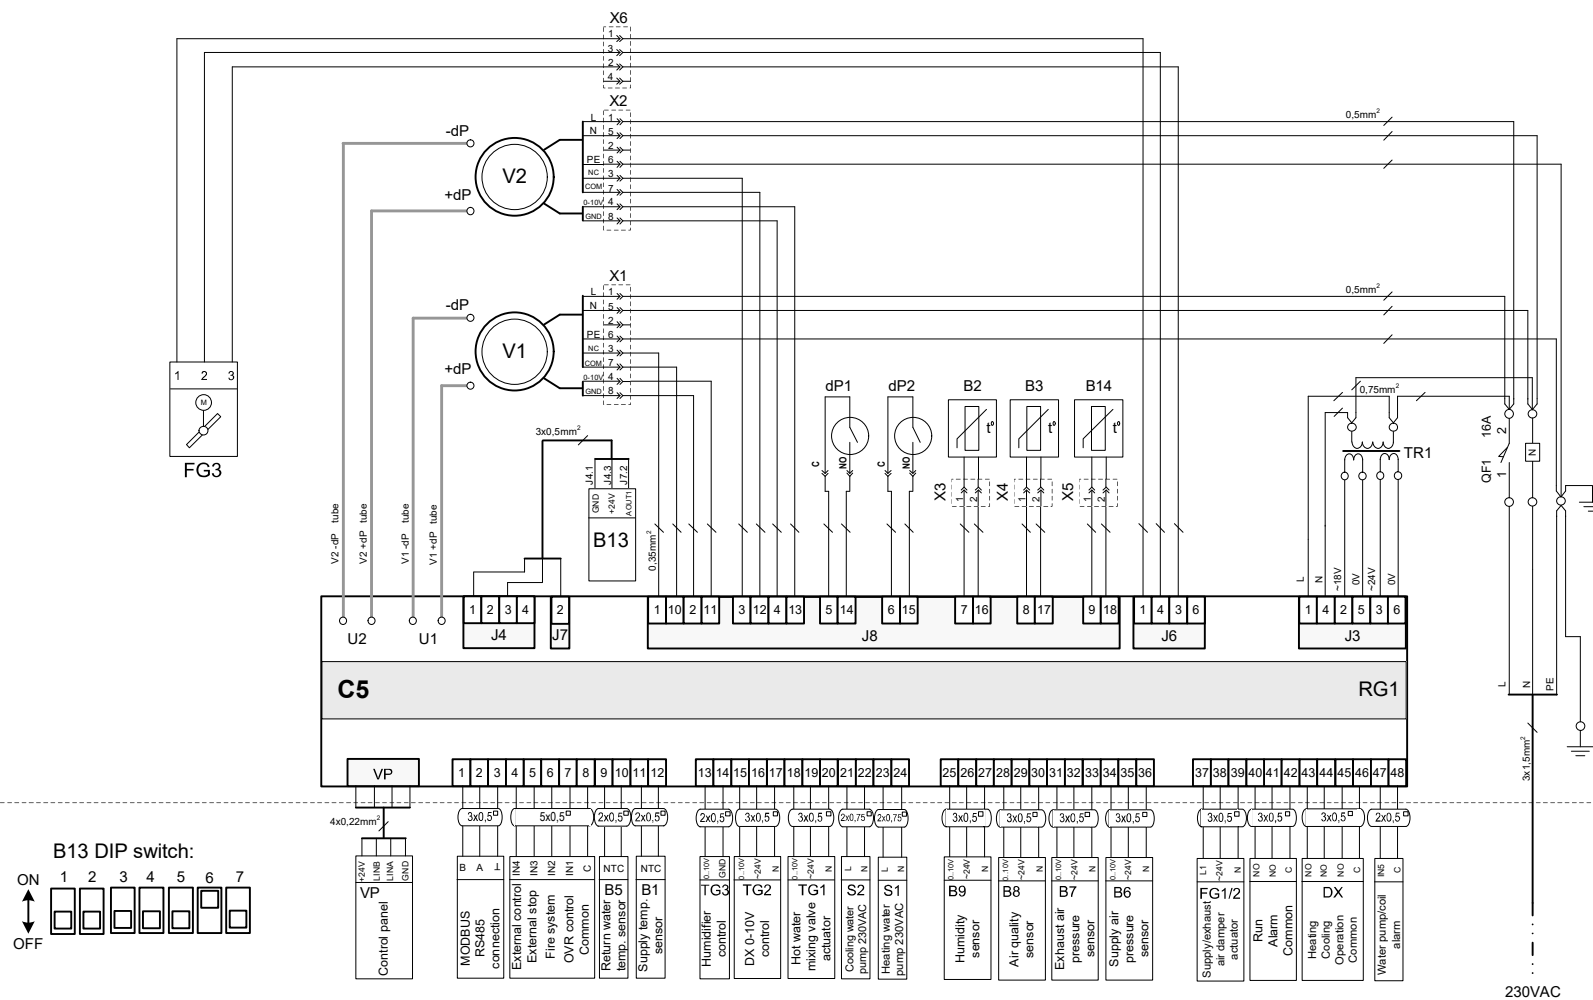 X6
1
3
2
4
X2
L 1
N 5
2
PE 6
NC 3
COM 7
0-10V 4
GND 8
-dP
+dP
V2
0,5mm²
X1
L 1
N 5
2
PE 6
NC 3
COM 7
0-10V 4
GND 8
-dP
+dP
V1
0,5mm²
1 2 3
M
FG3
V2 -dP tube
V2 +dP tube
V1 -dP tube
V1 +dP tube
3x0,5mm²
J4.1
J4.3
J7.2
GND
+24V
AOUT1
B13
0,35mm²
dP1
dP2
C
NO
C
NO
B2
B3
B14
t°
t°
t°
X3
1
2
X4
1
2
X5
1
2
0,75mm²
TR1
16A
QF1
2
1
N
L
N
~18V
0V
~24V
0V
U2
U1
1 2 3 4
J4
2
J7
1 10 2 11 3 12 4 13 5 14 6 15 7 16 8 17 9 18
J8
1 4 3 6
J6
1 4 2 5 3 6
J3
L
N
PE
C5
RG1
3x1,5mm²
VP
1 2 3 4 5 6 7 8 9 10 11 12
13 14 15 16 17 18 19 20 21 22 23 24
25 26 27 28 29 30 31 32 33 34 35 36
37 38 39 40 41 42 43 44 45 46 47 48
4x0,22mm²
3x0,5
5x0,5
2x0,5
2x0,5
2x0,5
3x0,5
3x0,5
2x0,75
2x0,75
3x0,5
3x0,5
3x0,5
3x0,5
3x0,5
3x0,5
3x0,5
2x0,5
+24V
LINB
LINA
GND
VP
Control panel
B
A
⊥
MODBUS
RS485
connection
IN4
IN3
IN2
IN1
C
External control
External stop
Fire system
OVR control
Common
NTC
B5
Return water
temp. sensor
NTC
B1
Supply temp.
sensor
0..10V
GND
TG3
Humidifier
control
0..10V
~24V
N
TG2
DX 0-10V
control
0..10V
~24V
N
TG1
Hot water
mixing valve
actuator
L
N
S2
Cooling water
pump 230VAC
L
N
S1
Heating water
pump 230VAC
0..10V
~24V
N
B9
Humidity
sensor
0..10V
~24V
N
B8
Air quality
sensor
0..10V
~24V
N
B7
Exhaust air
pressure
sensor
0..10V
~24V
N
B6
Supply air
pressure
sensor
L1
~24V
N
FG1/2
Supply/exhaust
air damper
actuator
NO
NO
C
Run
Alarm
Common
NO
NO
NO
C
DX
Heating
Cooling
Operation
Common
IN5
C
Water pump/coil
alarm
230VAC
B13 DIP switch:
1 2 3 4 5 6 7
ON
OFF